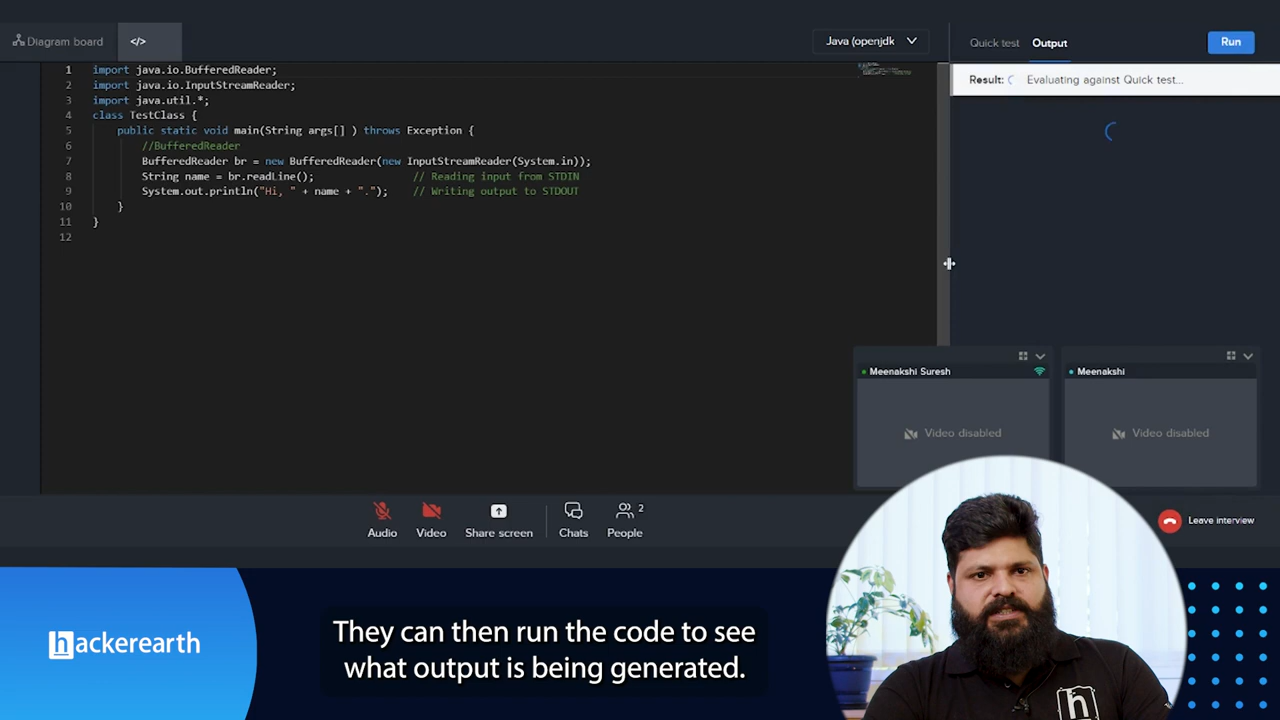 Diagram board
</>
Java (openjdk
Quick test
Output
Run
Result:
Evaluating against Quick test...
1 import java.io.BufferedReader;
2 import java.io.InputStreamReader;
3 import java.util.*;
4 class TestClass {
5 public static void main(String args[] ) throws Exception {
6 //BufferedReader
7 BufferedReader br = new BufferedReader(new InputStreamReader(System.in));
8 String name = br.readLine(); // Reading input from STDIN
9 System.out.println("Hi, " + name + "."); // Writing output to STDOUT
10 }
11 }
12
Meenakshi Suresh
Meenakshi
Video disabled
Video disabled
Audio
Video
Share screen
Chats
2
People
Leave interview
hackerearth
They can then run the code to see
what output is being generated.
h